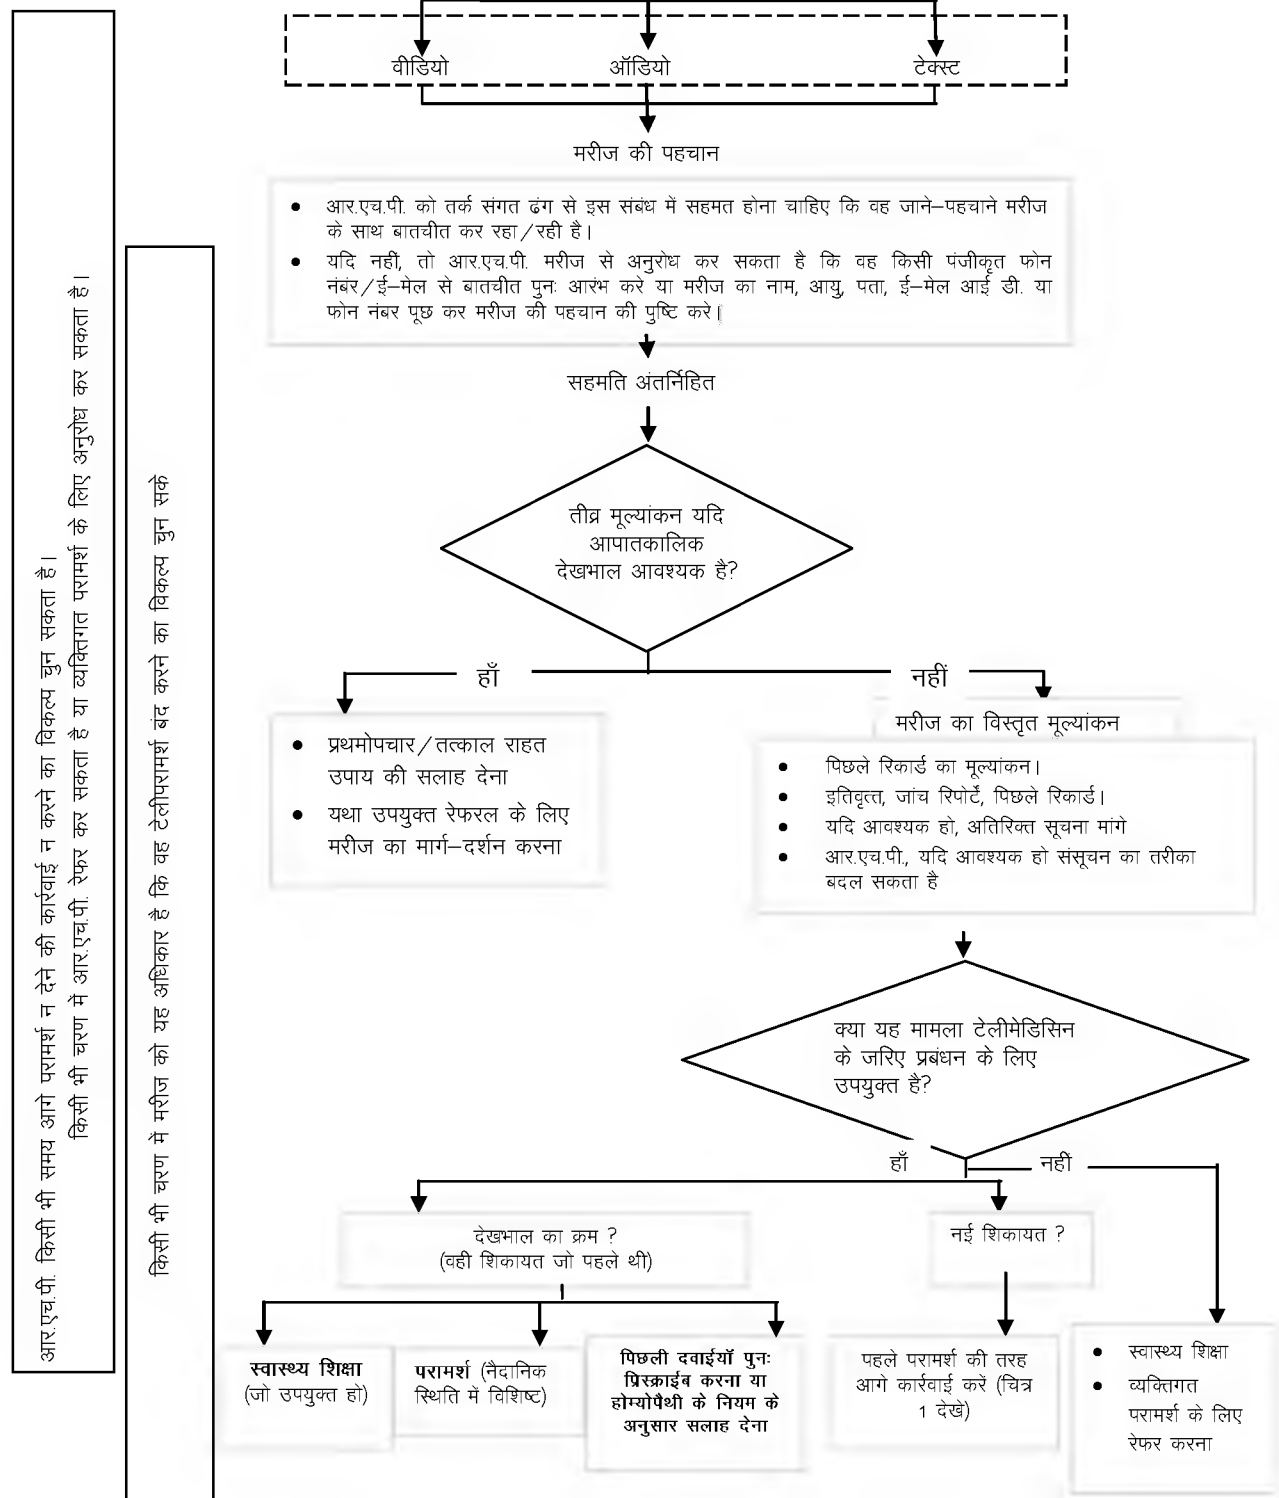 वीडियो ऑडियो टेक्स्ट
मरीज की पहचान
• आर.एच.पी. को तर्क संगत ढंग से इस संबंध में सहमत होना चाहिए कि वह जाने–पहचाने मरीज
के साथ बातचीत कर रहा/रही है।
• यदि नहीं, तो आर.एच.पी. मरीज से अनुरोध कर सकता है कि वह किसी पंजीकृत फोन
नंबंर/ई–मेल से बातचीत पुनः आरंभ करे या मरीज का नाम, आयु, पता, ई–मेल आई डी. या
फोन नंबर पूछ कर मरीज की पहचान की पुष्टि करे।
सहमति अंतर्निहित
तीव्र मूल्यांकन यदि
आपातकालिक
देखभाल आवश्यक है?
हाँ
नहीं
• प्रथमोपचार/तत्काल राहत
उपाय की सलाह देना
• यथा उपयुक्त रेफरल के लिए
मरीज का मार्ग–दर्शन करना
मरीज का विस्तृत मूल्यांकन
• पिछले रिकार्ड का मूल्यांकन।
• इतिवृत्त, जांच रिपोर्टें, पिछले रिकार्ड।
• यदि आवश्यक हो, अतिरिक्त सूचना मांगे
• आर.एच.पी., यदि आवश्यक हो संसूचन का तरीका
बदल सकता है
क्या यह मामला टेलीमेडिसिन
के जरिए प्रबंधन के लिए
उपयुक्त है?
हाँ
नहीं
देखभाल का क्रम ?
(वही शिकायत जो पहले थी)
नई शिकायत ?
स्वास्थ्य शिक्षा
(जो उपयुक्त हो)
परामर्श (नैदानिक
स्थिति में विशिष्ट)
पिछली दवाईयॉ पुनः
प्रिस्क्राईब करना या
होम्योपैथी के नियम के
अनुसार सलाह देना
पहले परामर्श की तरह
आगे कार्रवाई करें (चित्र
1 देखे)
• स्वास्थ्य शिक्षा
• व्यक्तिगत
परामर्श के लिए
रेफर करना
आर.एच.पी. किसी भी समय आगे परामर्श न देने की कार्रवाई न करने का विकल्प चुन सकता है।
किसी भी चरण में आर.एच.पी. रेफर कर सकता है या व्यक्तिगत परामर्श के लिए अनुरोध कर सकता है।
किसी भी चरण में मरीज को यह अधिकार है कि वह टेलीपरामर्श बंद करने का विकल्प चुन सके